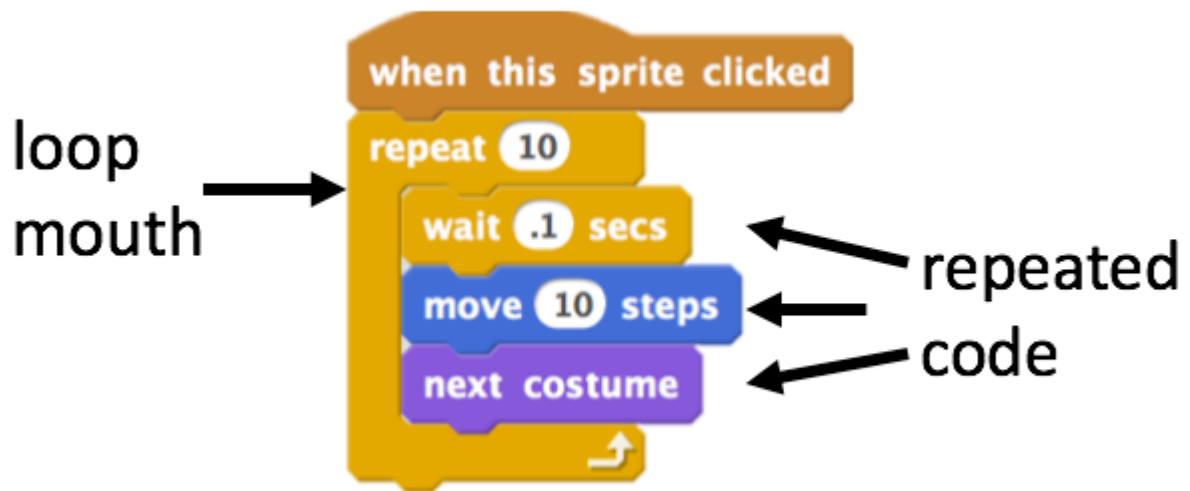 when this sprite clicked
loop
mouth
repeat 10
wait .1 secs
move 10 steps
next costume
repeated
code